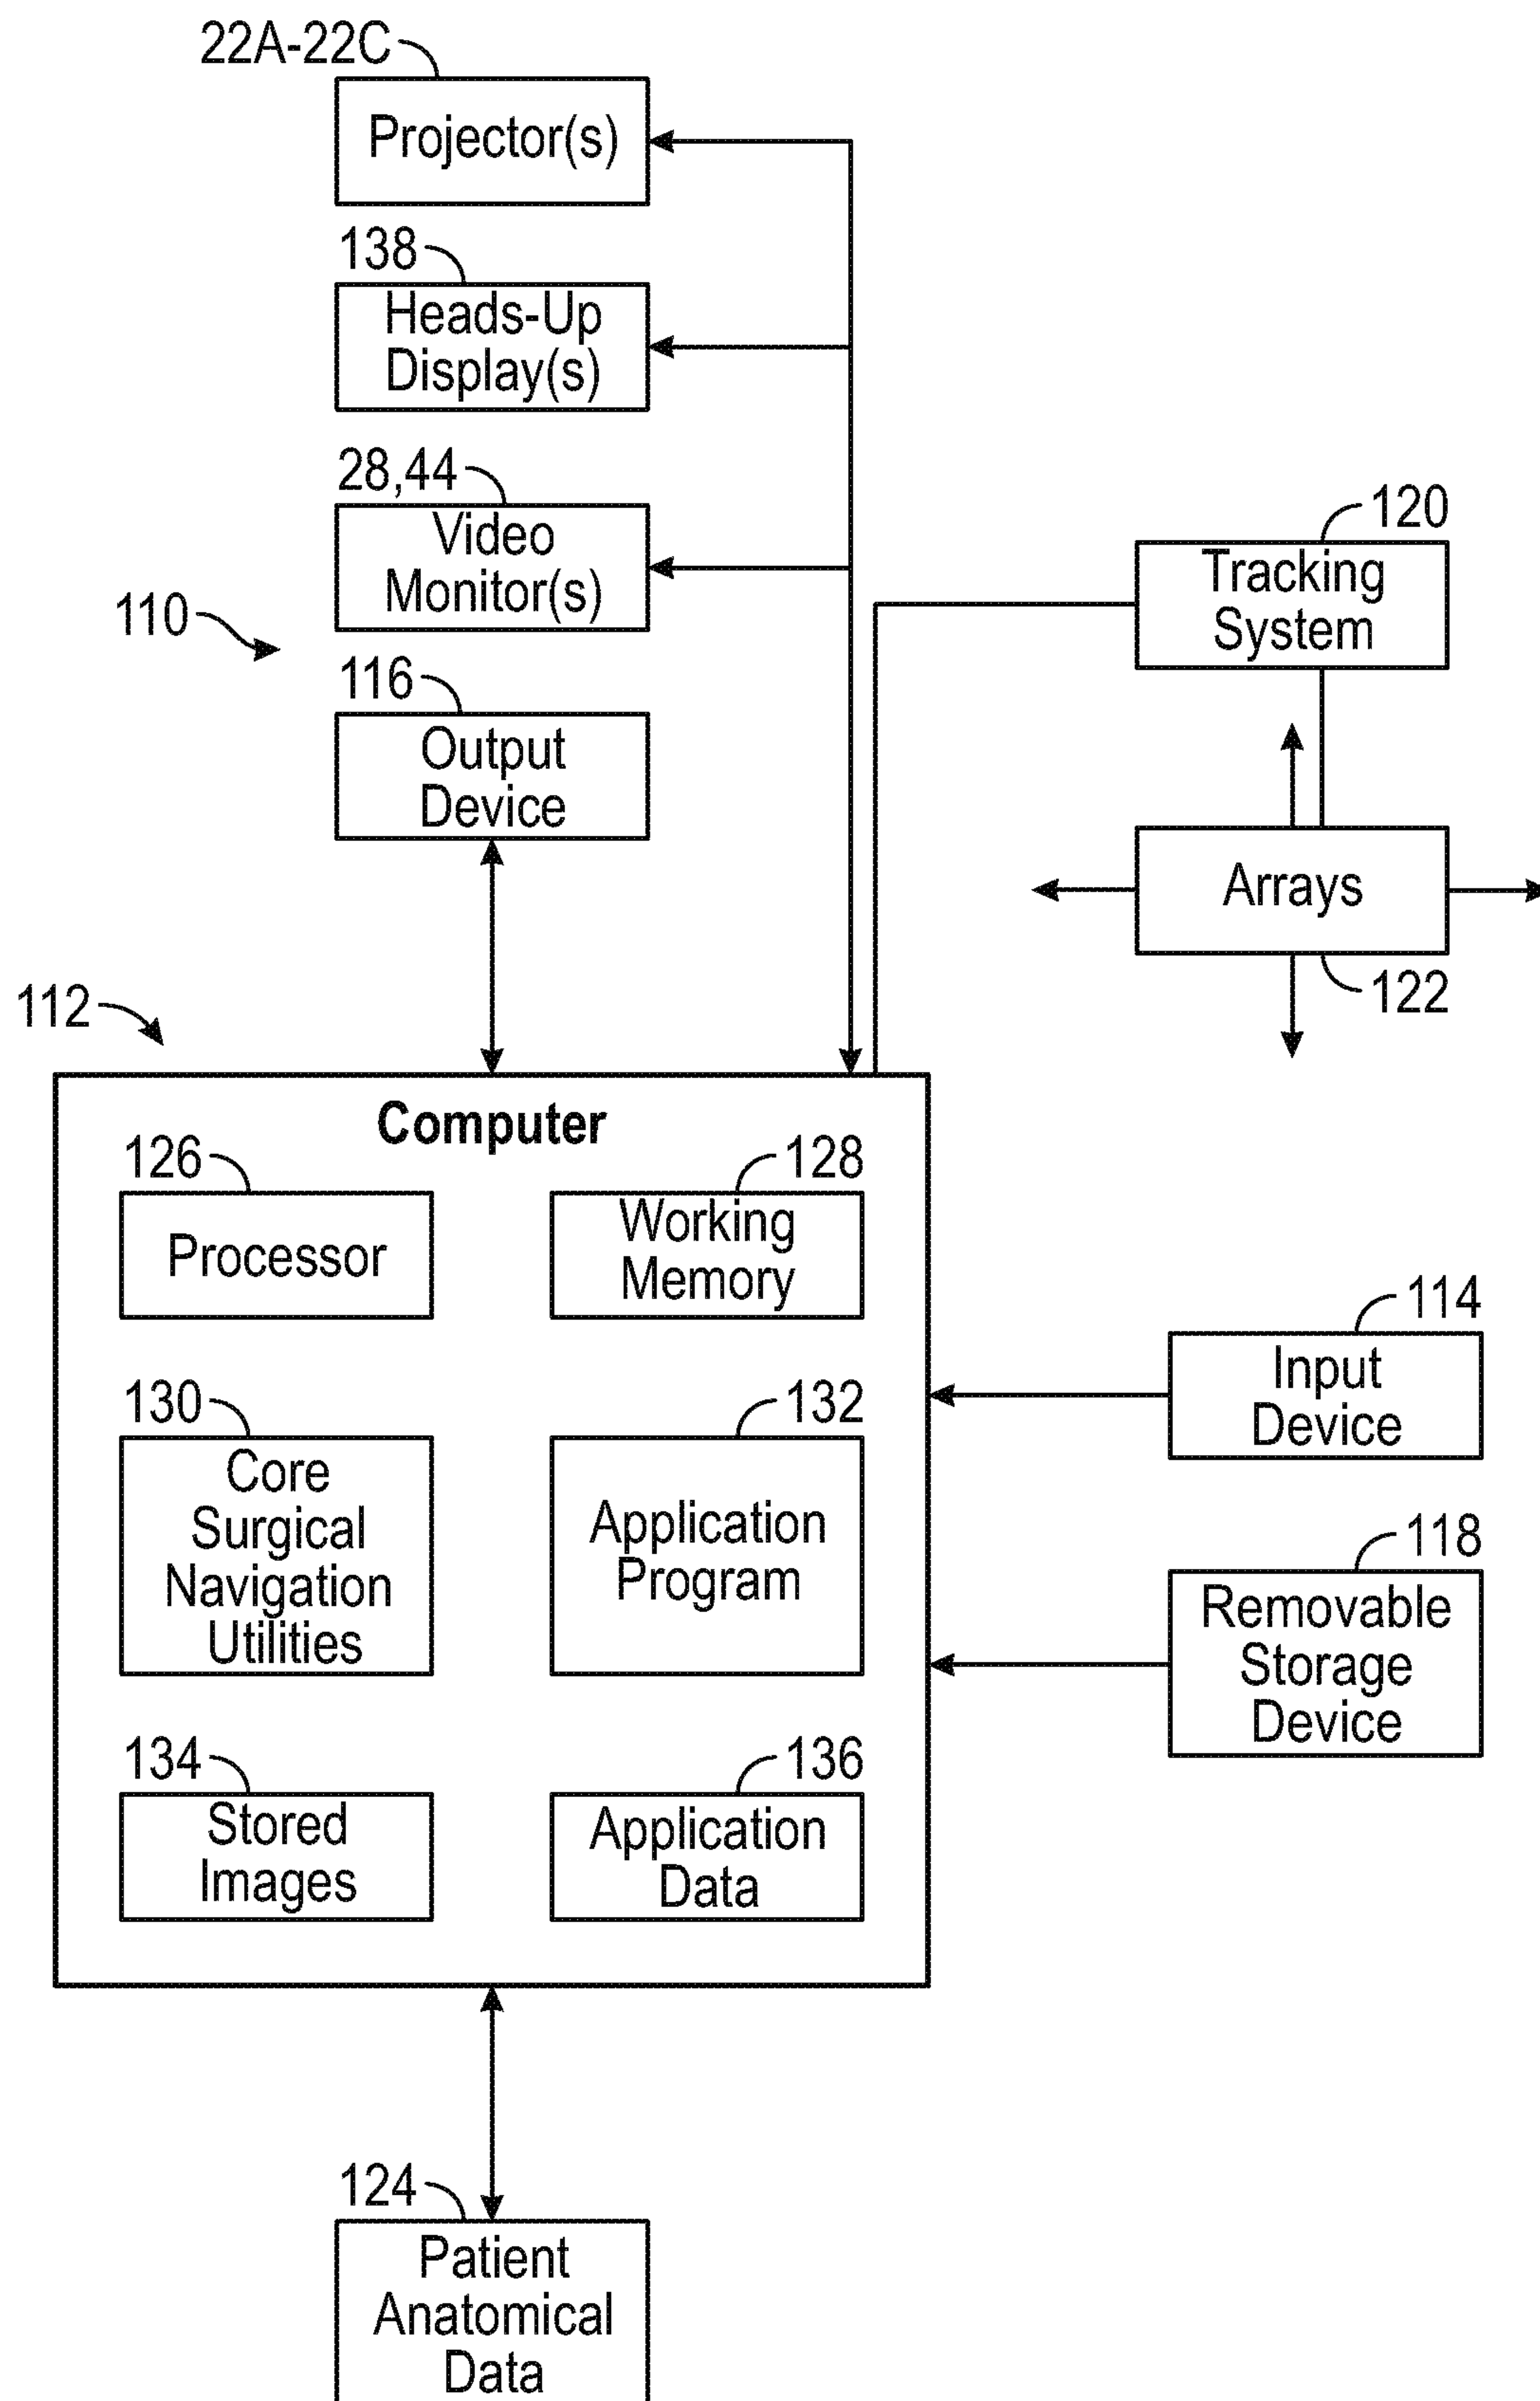 22A-22C
Projector(s)
138
Heads-Up
Display(s)
28,44
Video
Monitor(s)
110
116
Output
Device
120
Tracking
System
Arrays
122
112
Computer
126
Processor
128
Working
Memory
130
Core
Surgical
Navigation
Utilities
132
Application
Program
134
Stored
Images
136
Application
Data
114
Input
Device
118
Removable
Storage
Device
124
Patient
Anatomical
Data